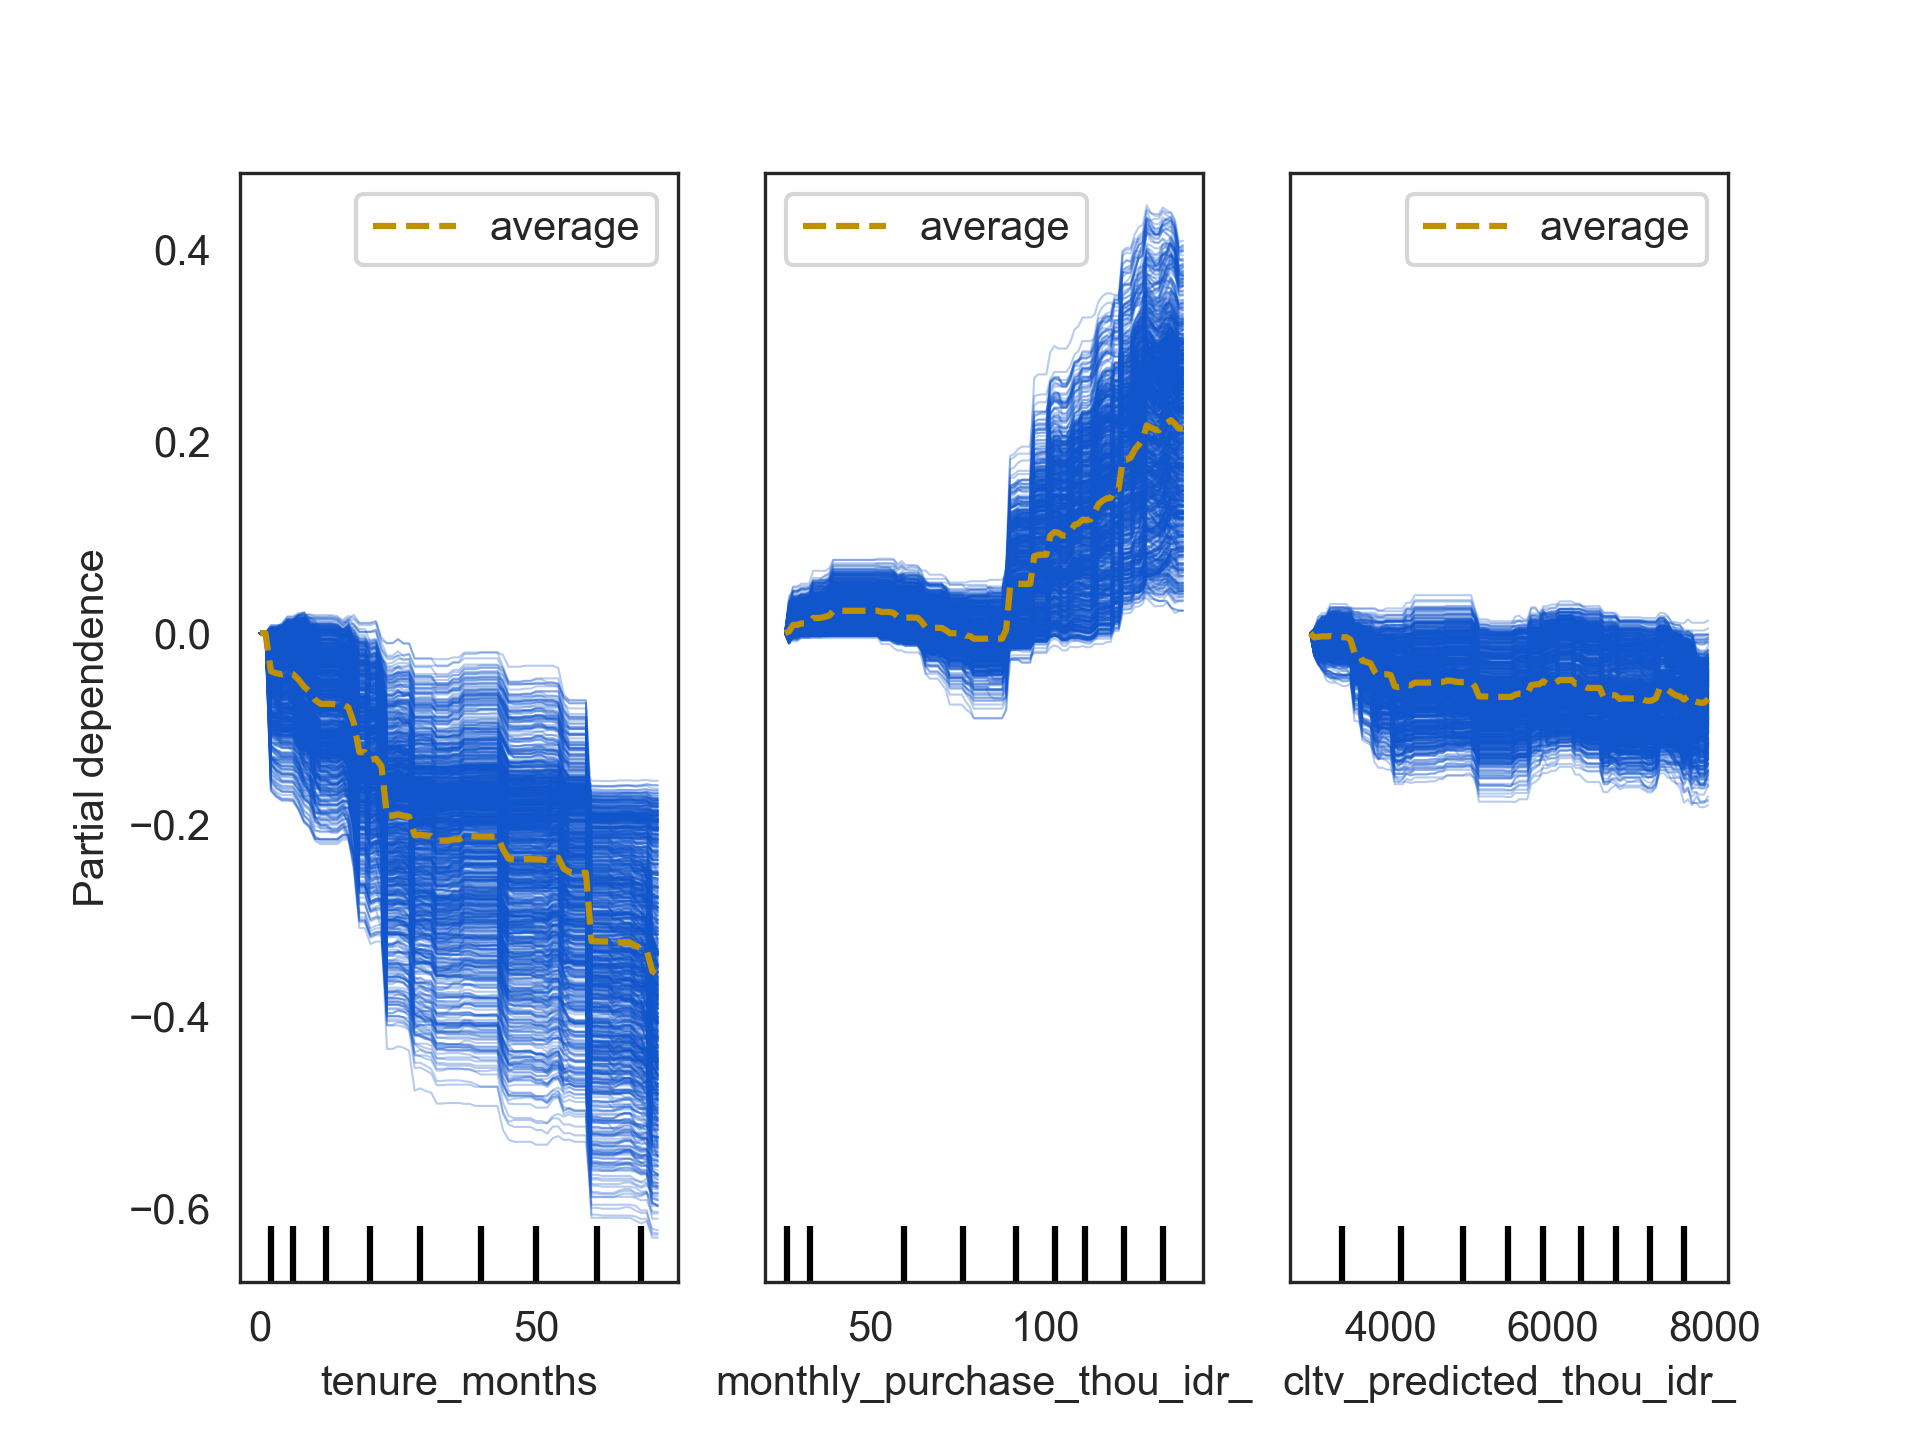 average
average
average
0.4
0.2
0.0
−0.2
−0.4
−0.6
Partial dependence
0
50
50
100
4000
6000
8000
tenure_months
monthly_purchase_thou_idr_
cltv_predicted_thou_idr_